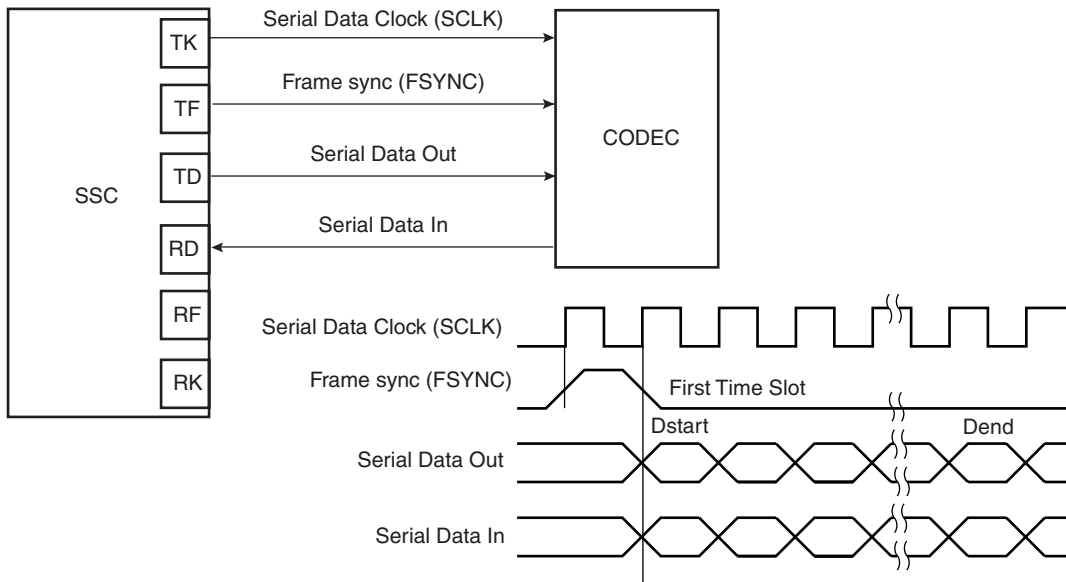 Serial Data Clock (SCLK)
TK
Frame sync (FSYNC)
TF
CODEC
Serial Data Out
TD
SSC
Serial Data In
RD
RF
Serial Data Clock (SCLK)
RK
Frame sync (FSYNC)
First Time Slot
Dstart
Dend
Serial Data Out
Serial Data In